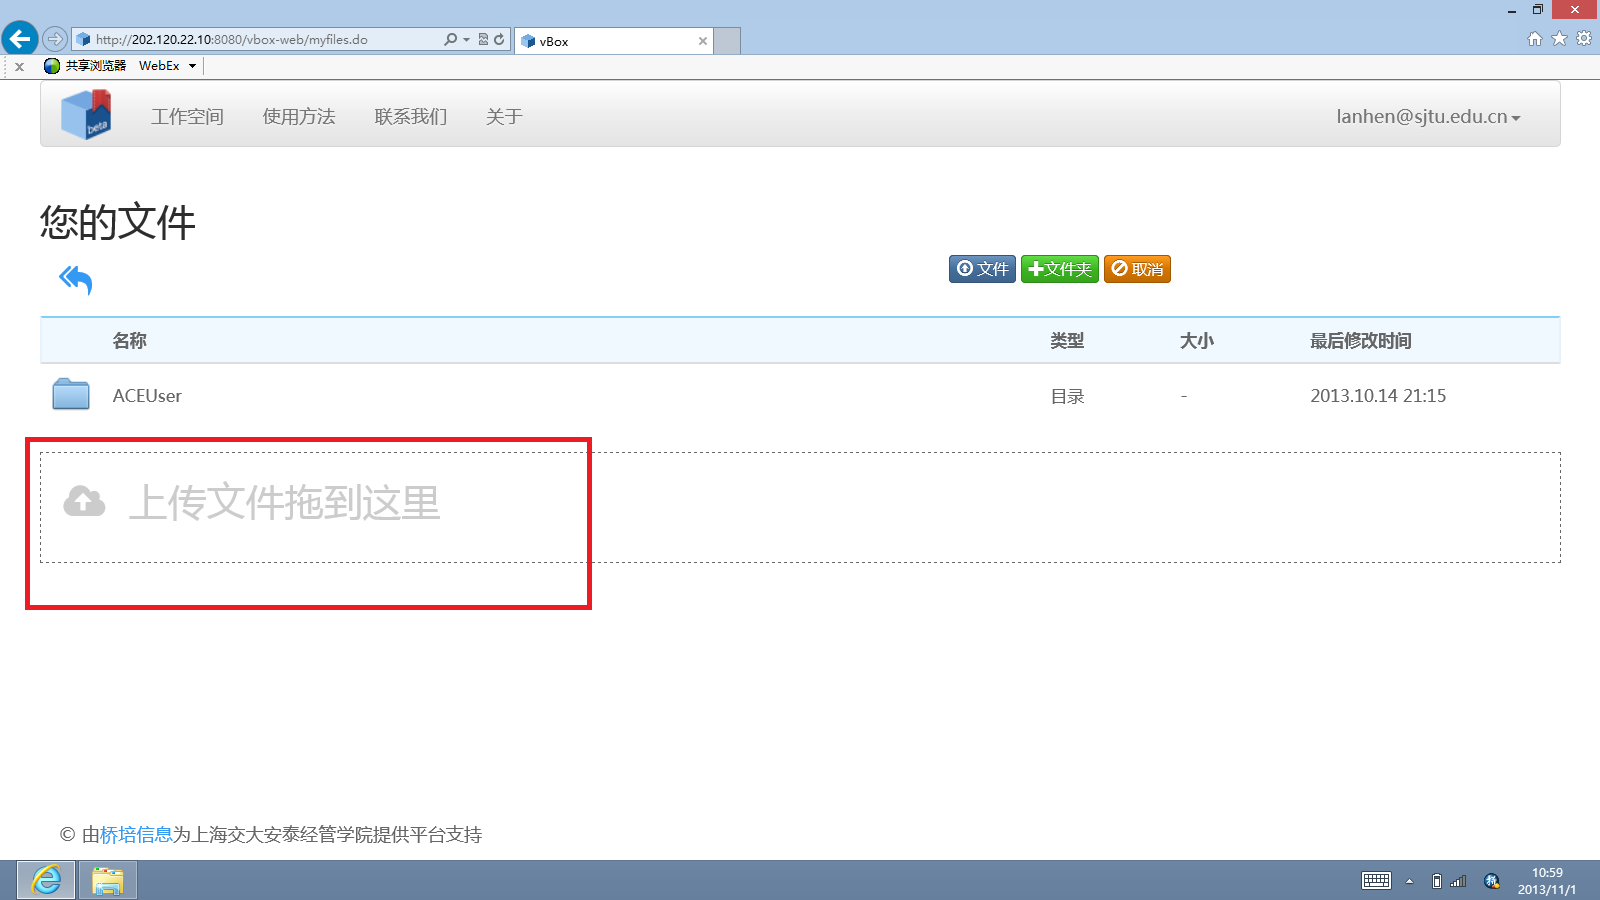 http://202.120.22.10:8080/vbox-web/myfiles.do
vBox
共享浏览器 WebEx
beta
工作空间 使用方法 联系我们 关于 lanhen@sjtu.edu.cn
您的文件
文件 文件夹 取消
名称 类型 大小 最后修改时间
ACEUser 目录 - 2013.10.14 21:15
上传文件拖到这里
© 由桥培信息为上海交大安泰经管学院提供平台支持
10:59
2013/11/1